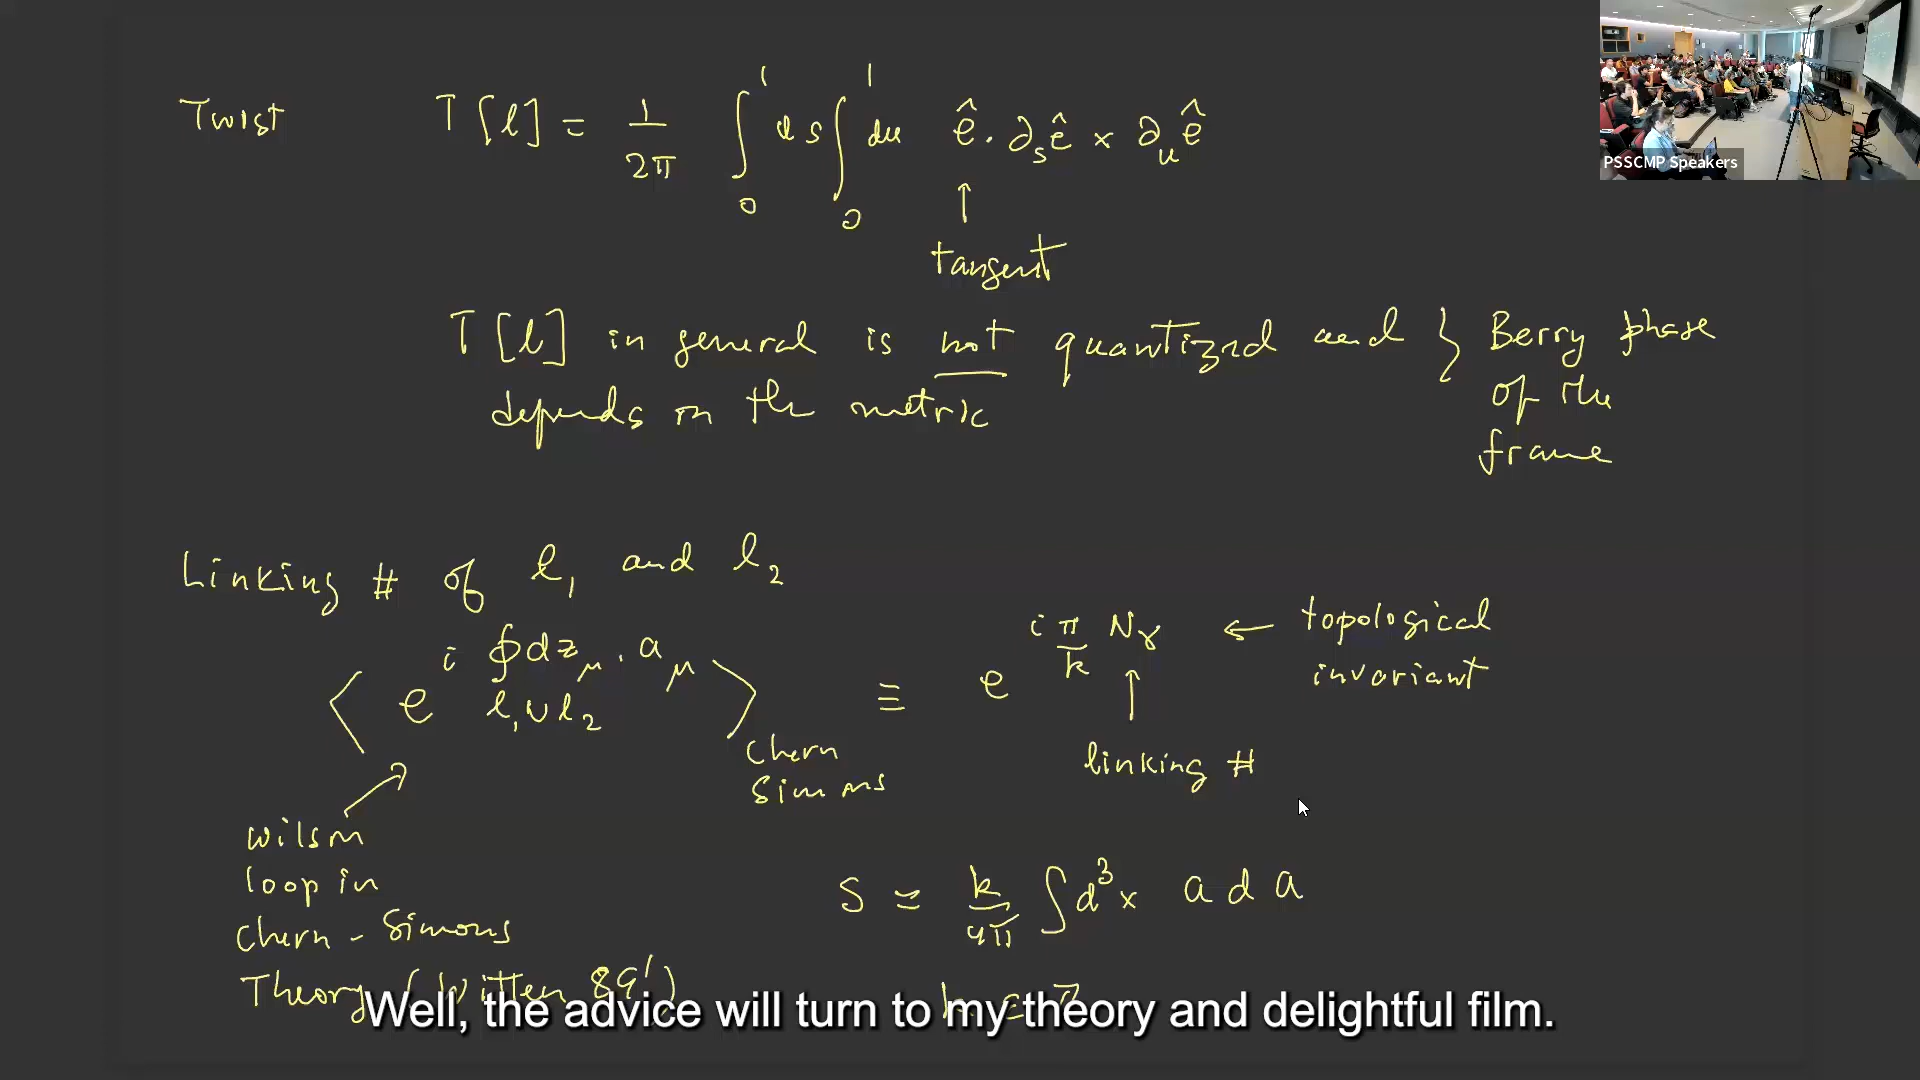 Twist T[l] = 1/2π ∫₀¹ ds ∫₀¹ du ê · ∂ₛê × ∂ᵤê
↑
tangent
T[l] in general is not quantized and } Berry phase
depends on the metric of the
frame
Linking # of l₁ and l₂
⟨ e^{i ∮_{l₁∪l₂} dz_μ · a_μ} ⟩_{Chern Simons} ≡ e^{i π/k N_γ} ← topological
invariant
↑
linking #
Wilson
loop in
Chern - Simons
Theory (Witten 89')
S = k/4π ∫ d³x a d a
PSSCMP Speakers
Well, the advice will turn to my theory and delightful film.